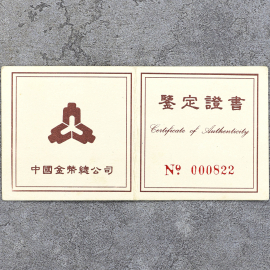 中國金幣總公司
鑒定證書
Certificate of Authenticity
Nº 000822